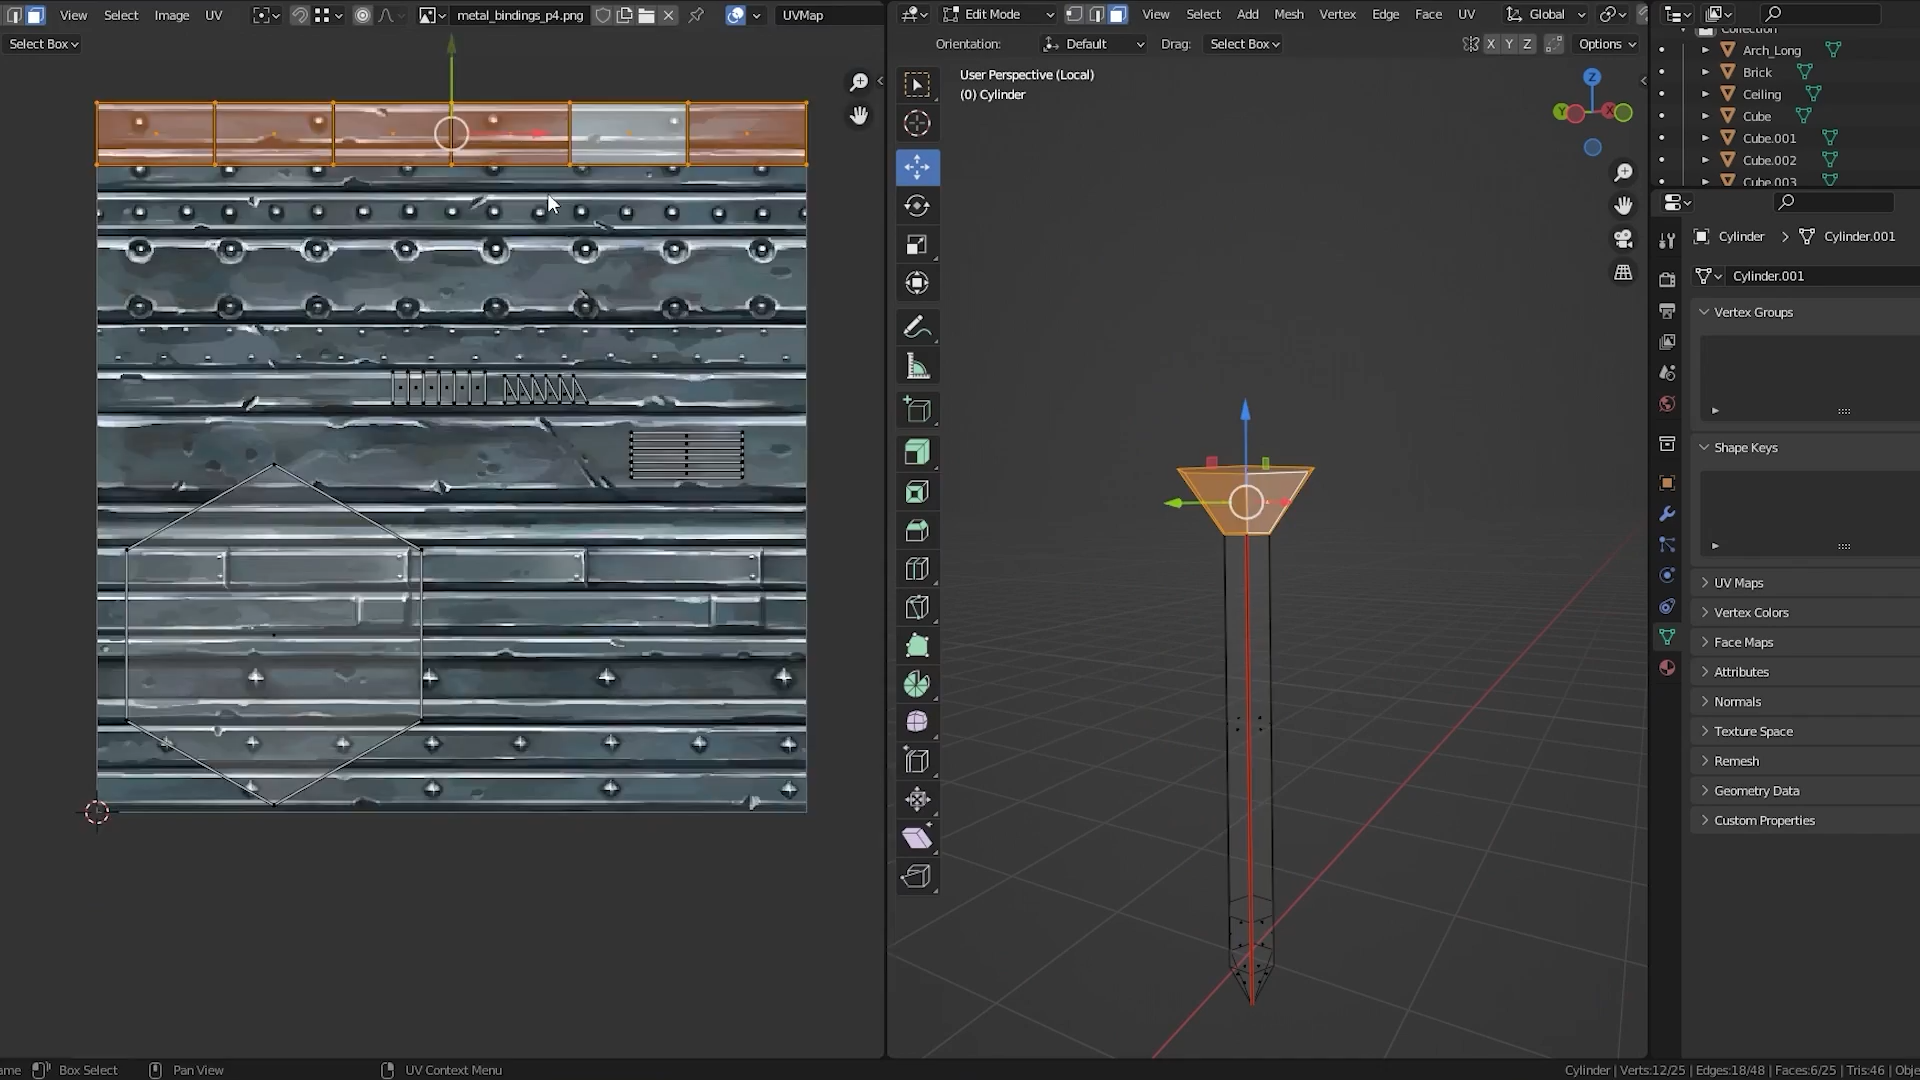 View Select Image UV metal_bindings_p4.png UVMap
Select Box
Edit Mode View Select Add Mesh Vertex Edge Face UV Global
Orientation: Default Drag: Select Box X Y Z Options
User Perspective (Local)
(0) Cylinder
Z
Y
X
Collection
Arch_Long
Brick
Ceiling
Cube
Cube.001
Cube.002
Cube.003
Cylinder > Cylinder.001
Cylinder.001
Vertex Groups
Shape Keys
UV Maps
Vertex Colors
Face Maps
Attributes
Normals
Texture Space
Remesh
Geometry Data
Custom Properties
ame Box Select Pan View UV Context Menu Cylinder | Verts:12/25 | Edges:18/48 | Faces:6/25 | Tris:46 | Obje